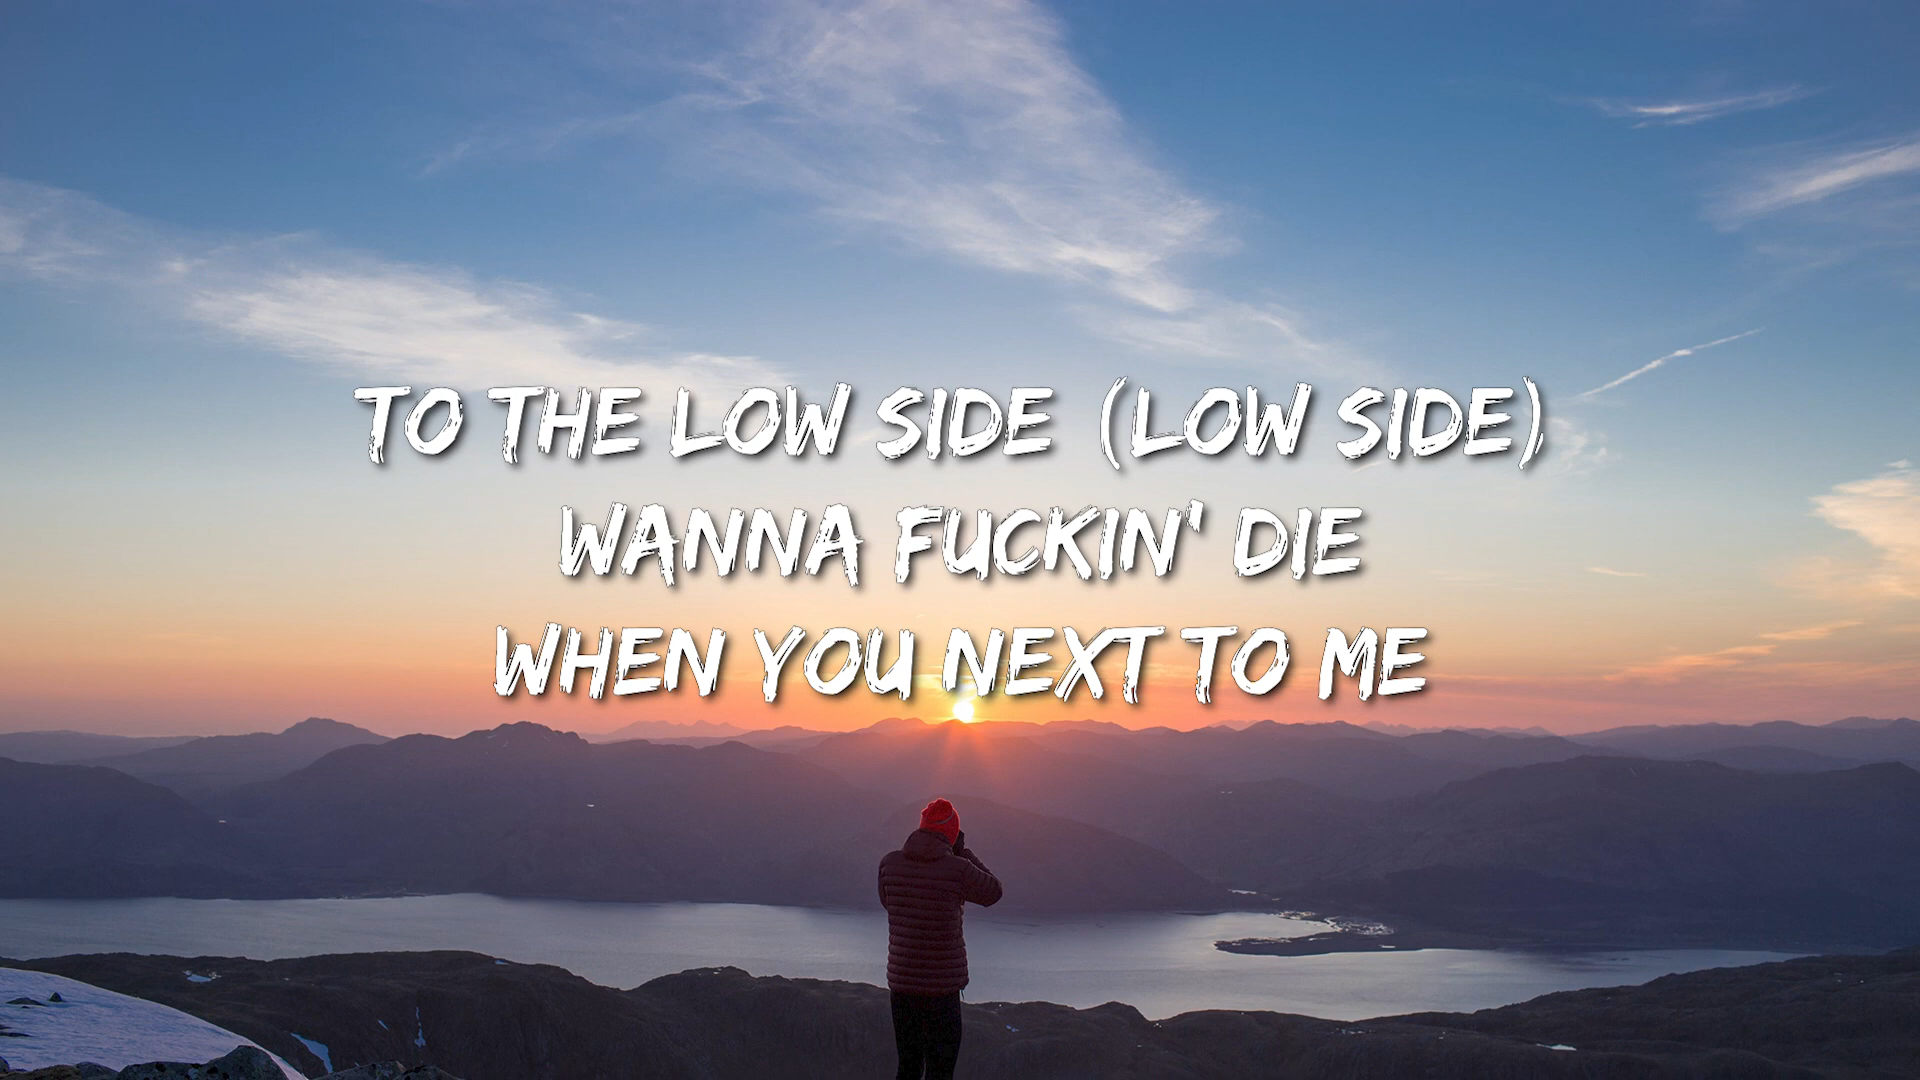 TO THE LOW SIDE (LOW SIDE)
WANNA FUCKIN' DIE
WHEN YOU NEXT TO ME